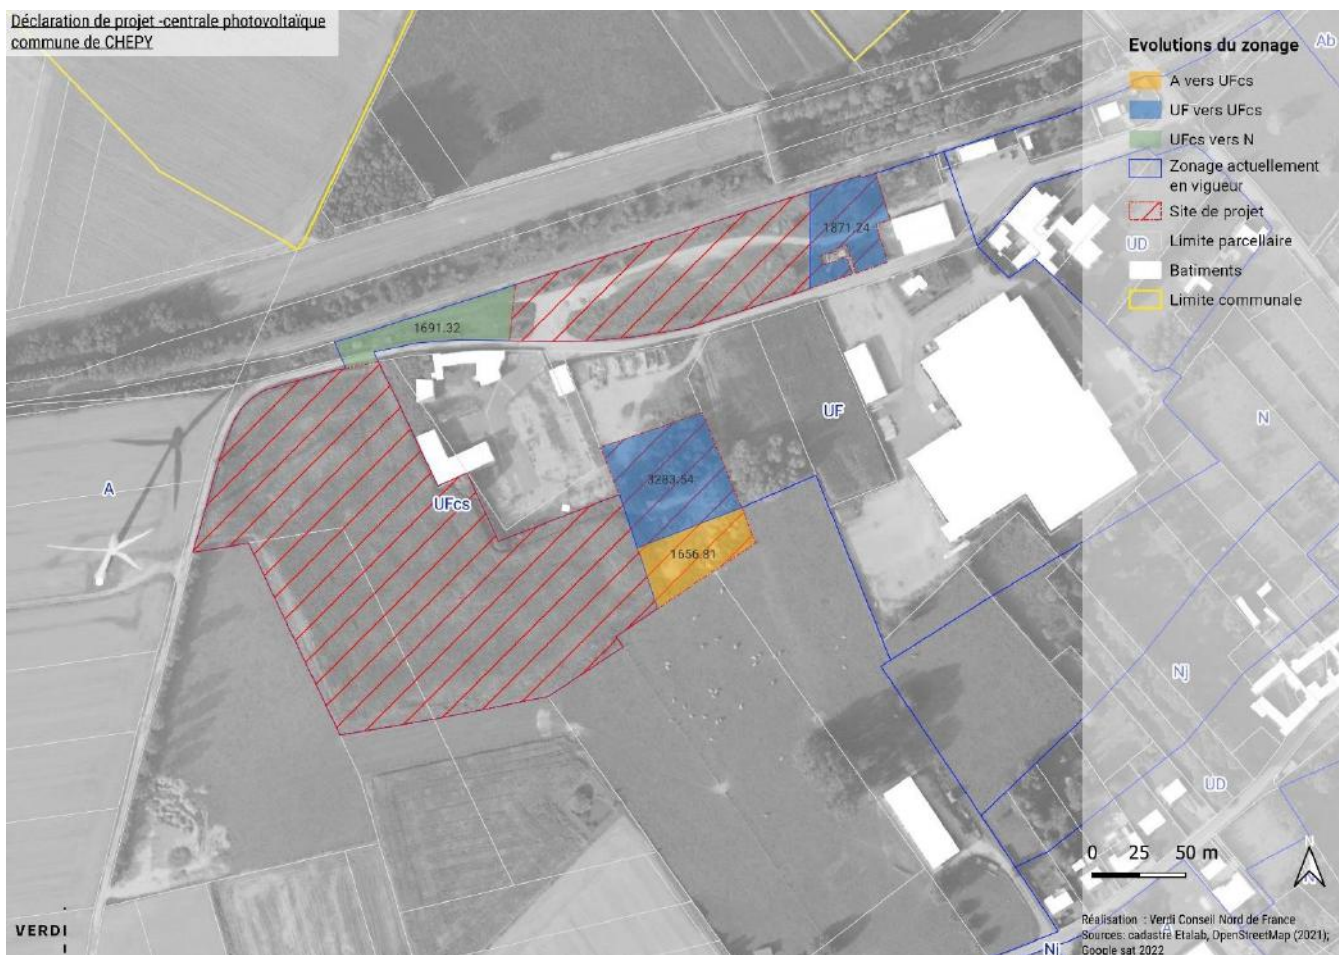 Déclaration de projet -centrale photovoltaïque
commune de CHEPY
Evolutions du zonage
A vers UFcs
UF vers UFcs
UFcs vers N
Zonage actuellement
en vigueur
Site de projet
Limite parcellaire
Batiments
Limite communale
Ab
UD
1871.24
1691.32
UF
N
3283.54
A
UFcs
1656.81
Nj
UD
0 25 50 m
N
VERDI
Réalisation : Verdi Conseil Nord de France
Sources: cadastre Etalab, OpenStreetMap (2021);
Google sat 2022
A